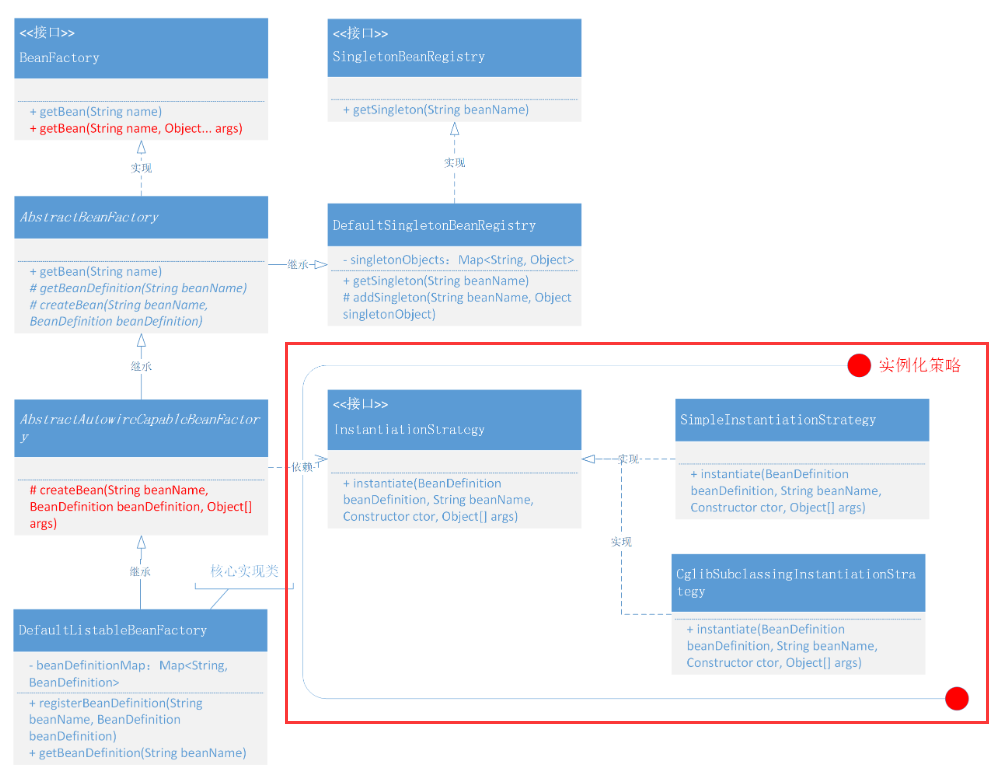 <<接口>>
BeanFactory
+ getBean(String name)
+ getBean(String name, Object... args)
实现
<<接口>>
SingletonBeanRegistry
+ getSingleton(String beanName)
实现
AbstractBeanFactory
+ getBean(String name)
# getBeanDefinition(String beanName)
# createBean(String beanName,
BeanDefinition beanDefinition)
继承
DefaultSingletonBeanRegistry
- singletonObjects：Map<String, Object>
+ getSingleton(String beanName)
# addSingleton(String beanName, Object
singletonObject)
继承
AbstractAutowireCapableBeanFactor
y
# createBean(String beanName,
BeanDefinition beanDefinition, Object[]
args)
依赖
继承
核心实现类
DefaultListableBeanFactory
- beanDefinitionMap：Map<String,
BeanDefinition>
+ registerBeanDefinition(String
beanName, BeanDefinition
beanDefinition)
+ getBeanDefinition(String beanName)
实例化策略
<<接口>>
InstantiationStrategy
+ instantiate(BeanDefinition
beanDefinition, String beanName,
Constructor ctor, Object[] args)
实现
实现
SimpleInstantiationStrategy
+ instantiate(BeanDefinition
beanDefinition, String beanName,
Constructor ctor, Object[] args)
CglibSubclassingInstantiationStra
tegy
+ instantiate(BeanDefinition
beanDefinition, String beanName,
Constructor ctor, Object[] args)